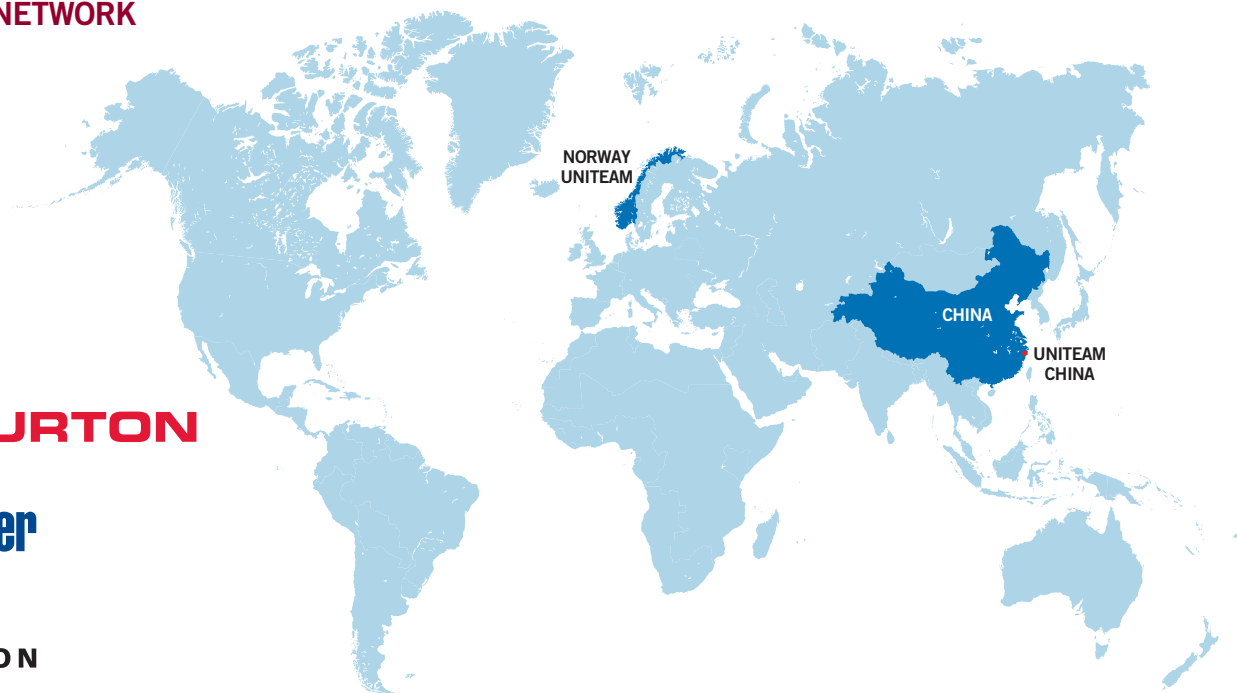 NETWORK
NORWAY
UNITEAM
CHINA
UNITEAM
CHINA
URTON
er
ON